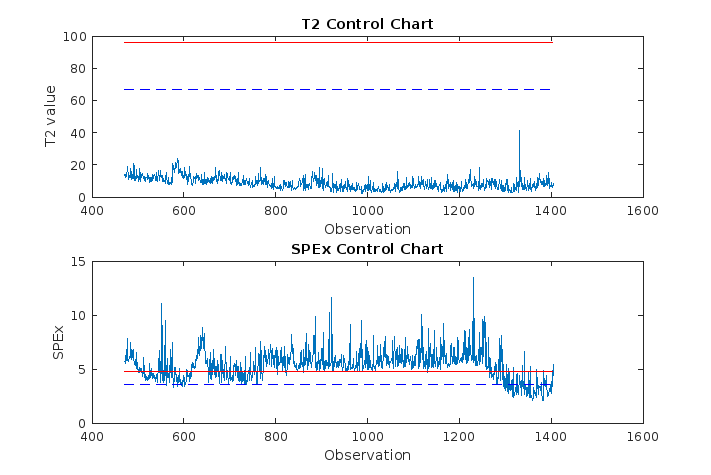 T2 Control Chart
100
80
60
40
20
0
T2 value
400 600 800 1000 1200 1400 1600
Observation
SPEx Control Chart
15
10
5
0
SPEx
400 600 800 1000 1200 1400 1600
Observation